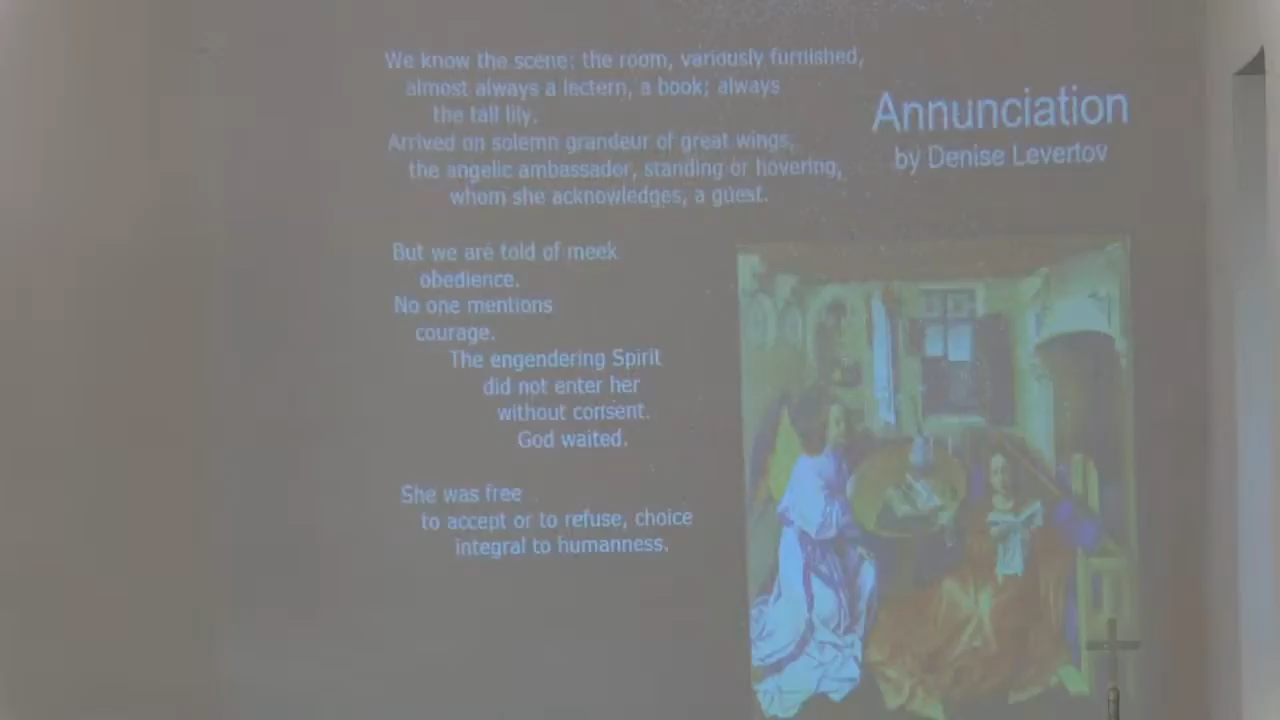 We know the scene: the room, variously furnished,
almost always a lectern, a book; always
the tall lily.
Arrived on solemn grandeur of great wings,
the angelic ambassador, standing or hovering,
whom she acknowledges, a guest.
But we are told of meek
obedience.
No one mentions
courage.
The engendering Spirit
did not enter her
without consent.
God waited.
She was free
to accept or to refuse, choice
integral to humanness.
Annunciation
by Denise Levertov